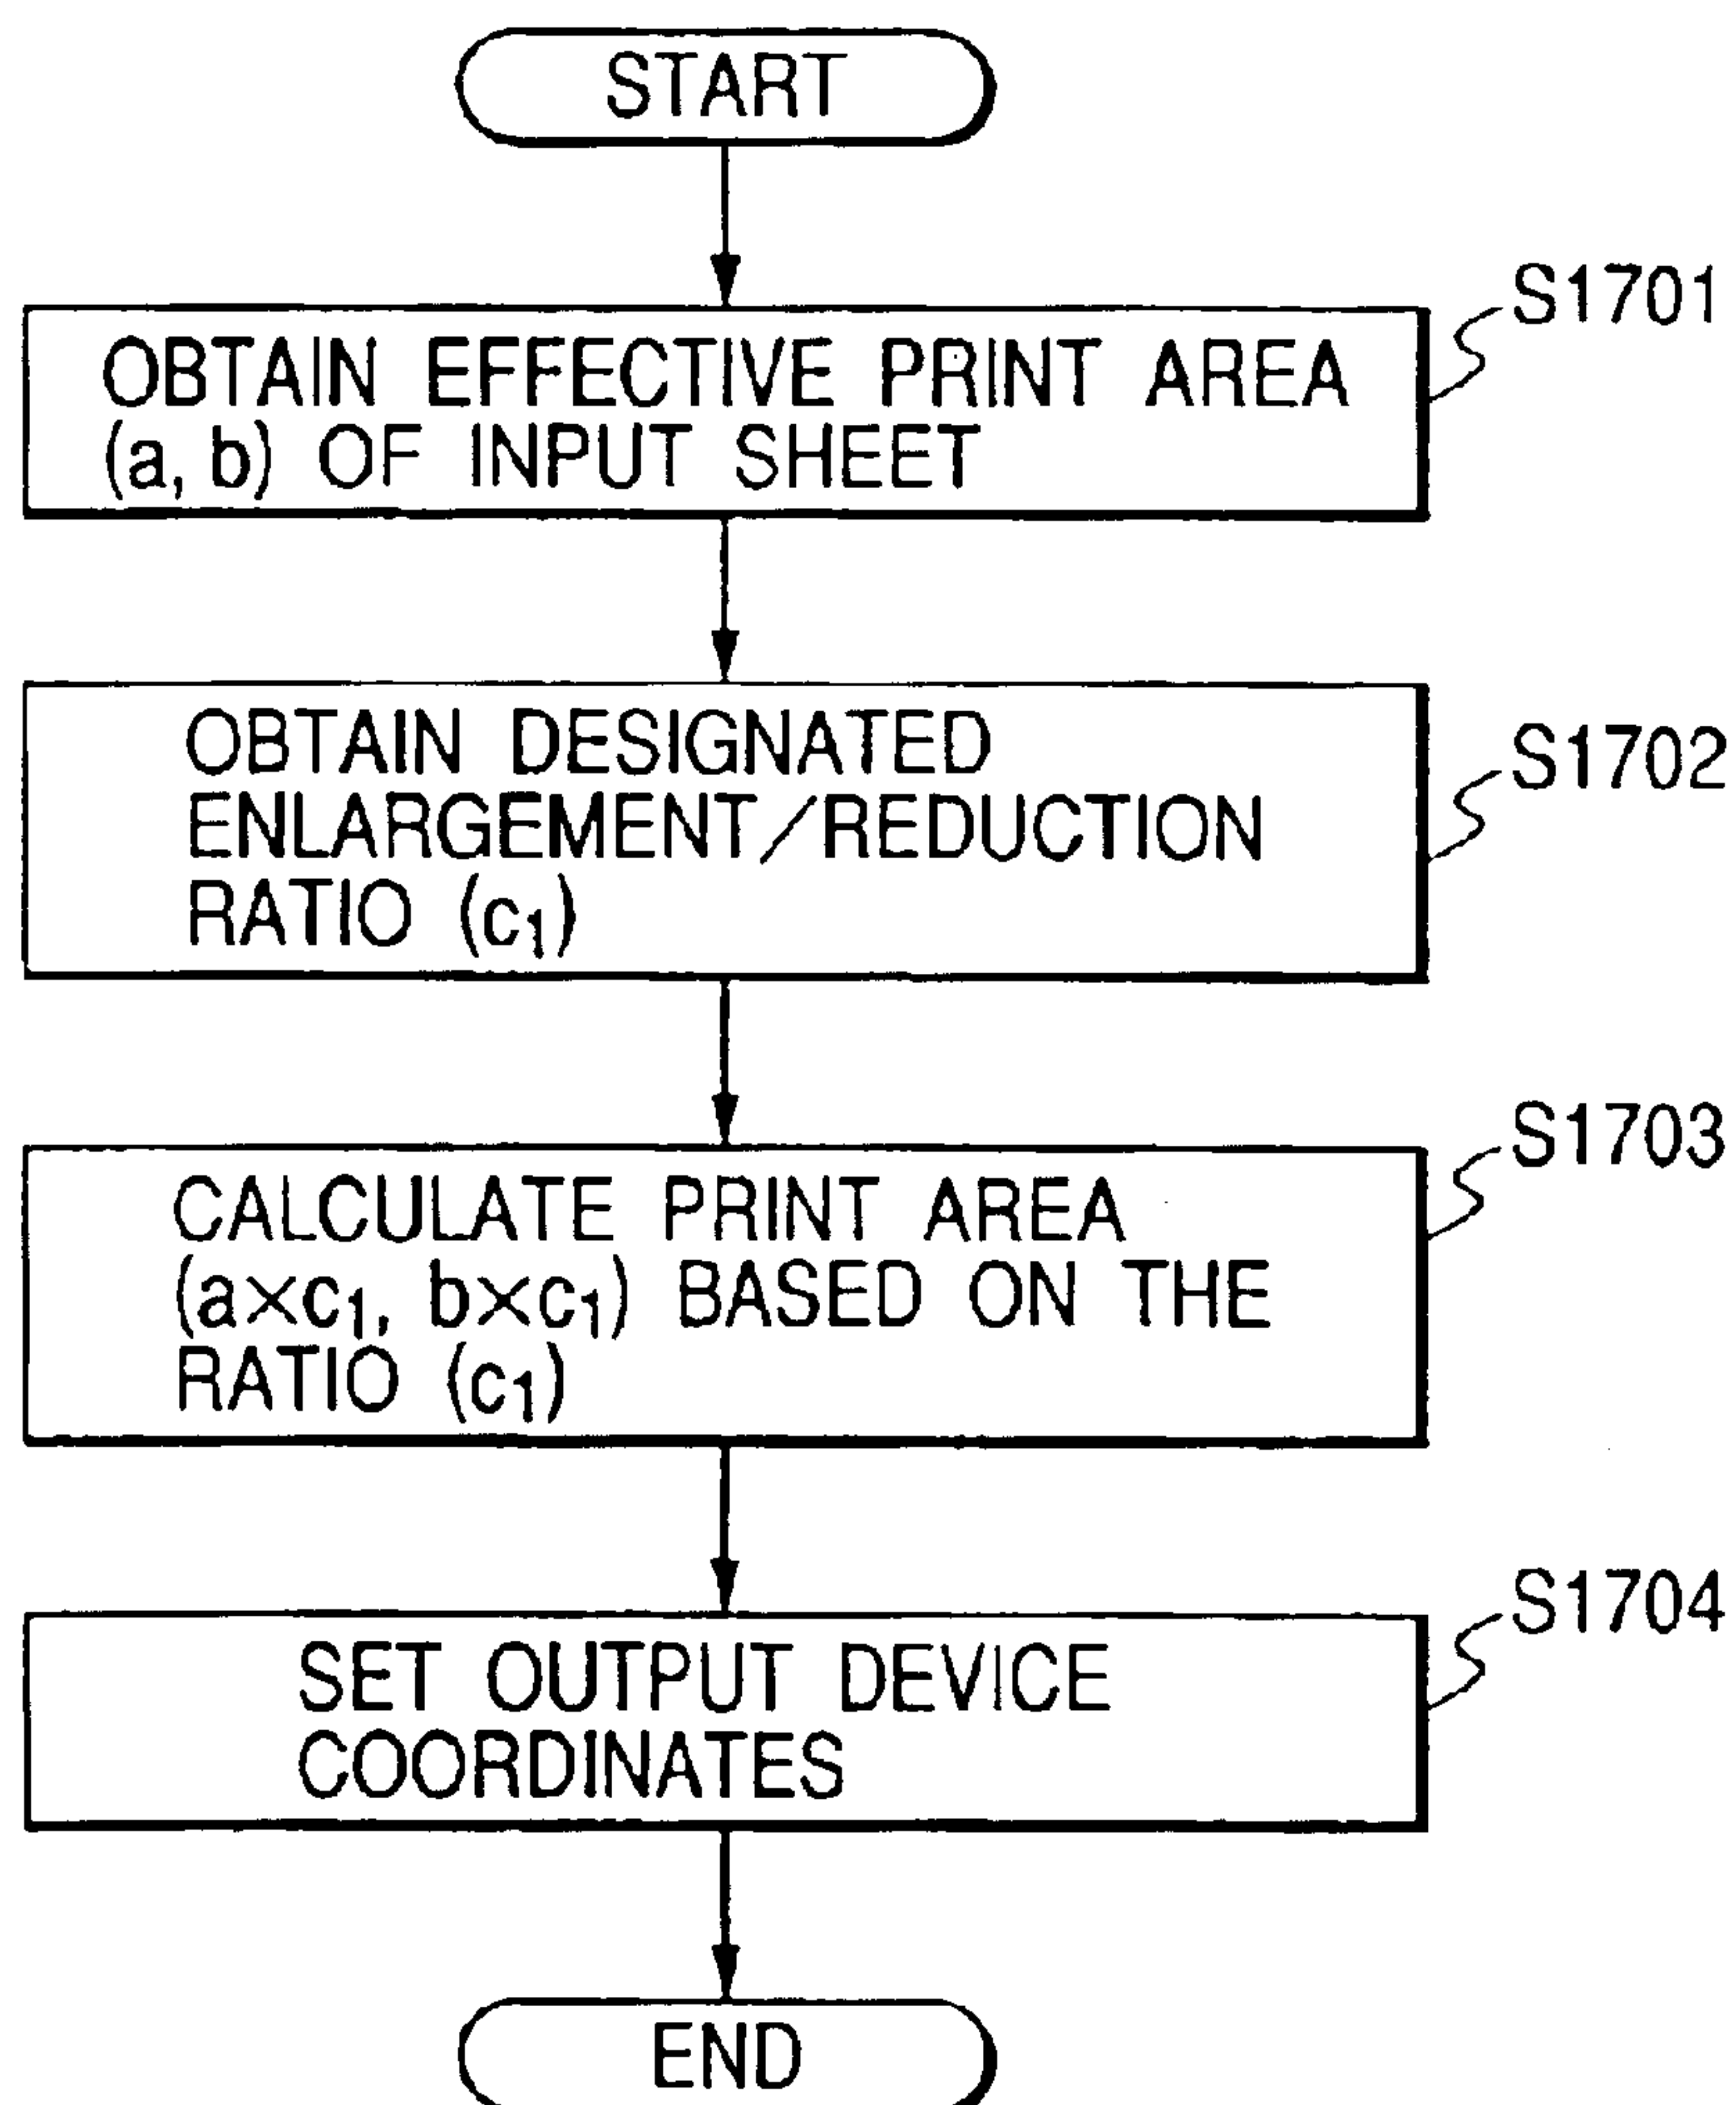 START
S1701
OBTAIN EFFECTIVE PRINT AREA
(a, b) OF INPUT SHEET
S1702
OBTAIN DESIGNATED
ENLARGEMENT/REDUCTION
RATIO (c₁)
S1703
CALCULATE PRINT AREA
(a×c₁, b×c₁) BASED ON THE
RATIO (c₁)
S1704
SET OUTPUT DEVICE
COORDINATES
END